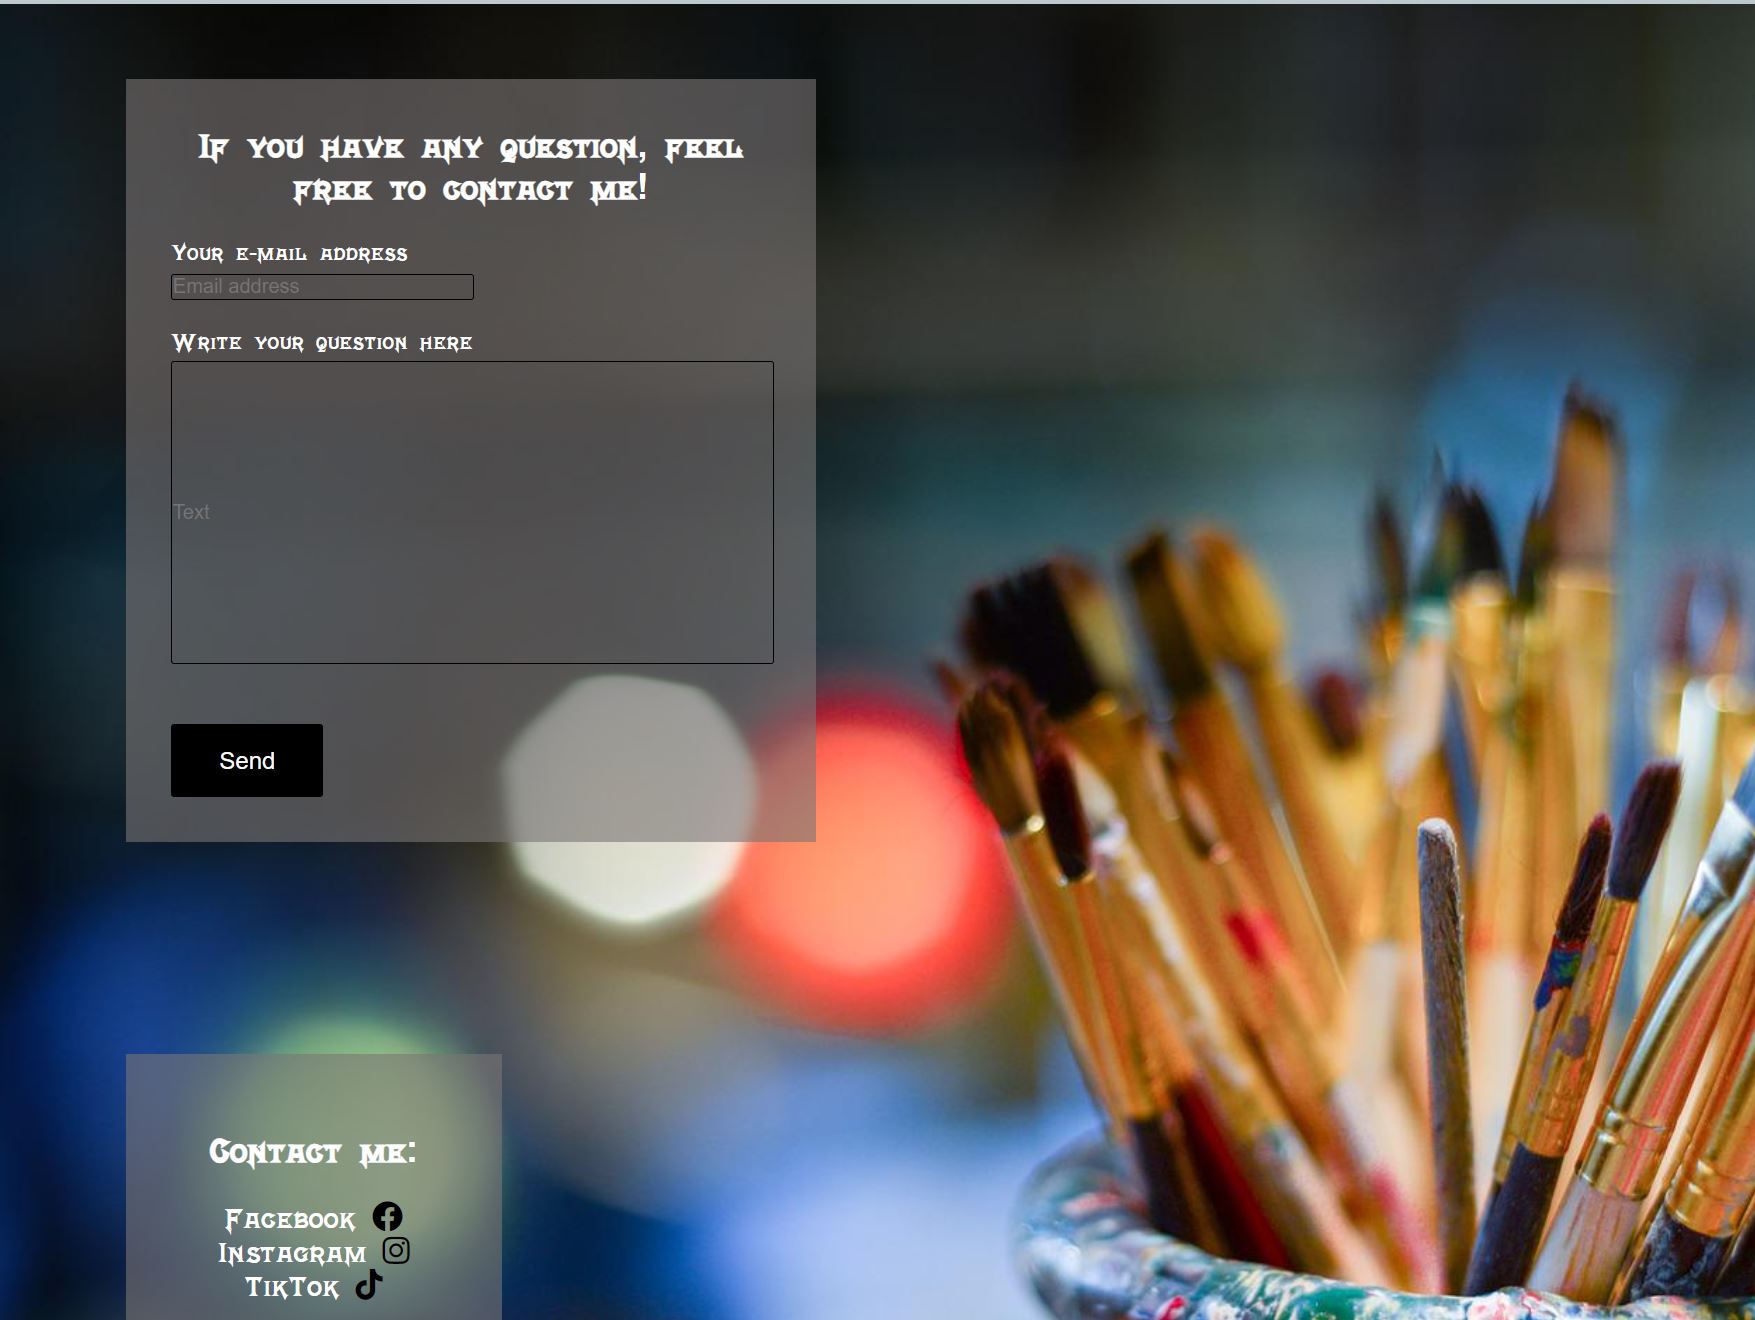 If you have any question, feel
free to contact me!
Your e-mail address
Email address
Write your question here
Text
Send
Contact me:
Facebook
Instagram
TikTok